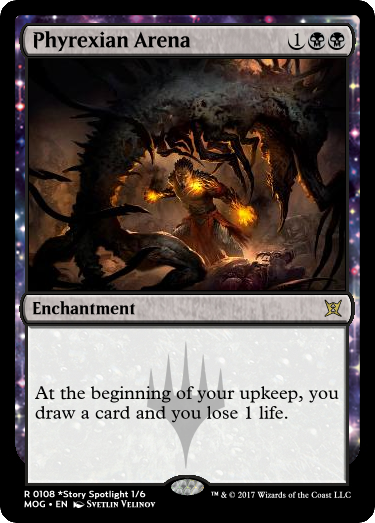 Phyrexian Arena 1
Enchantment
At the beginning of your upkeep, you
draw a card and you lose 1 life.
R 0108 *Story Spotlight 1/6
MOG • EN Svetlin Velinov ™ & © 2017 Wizards of the Coast LLC